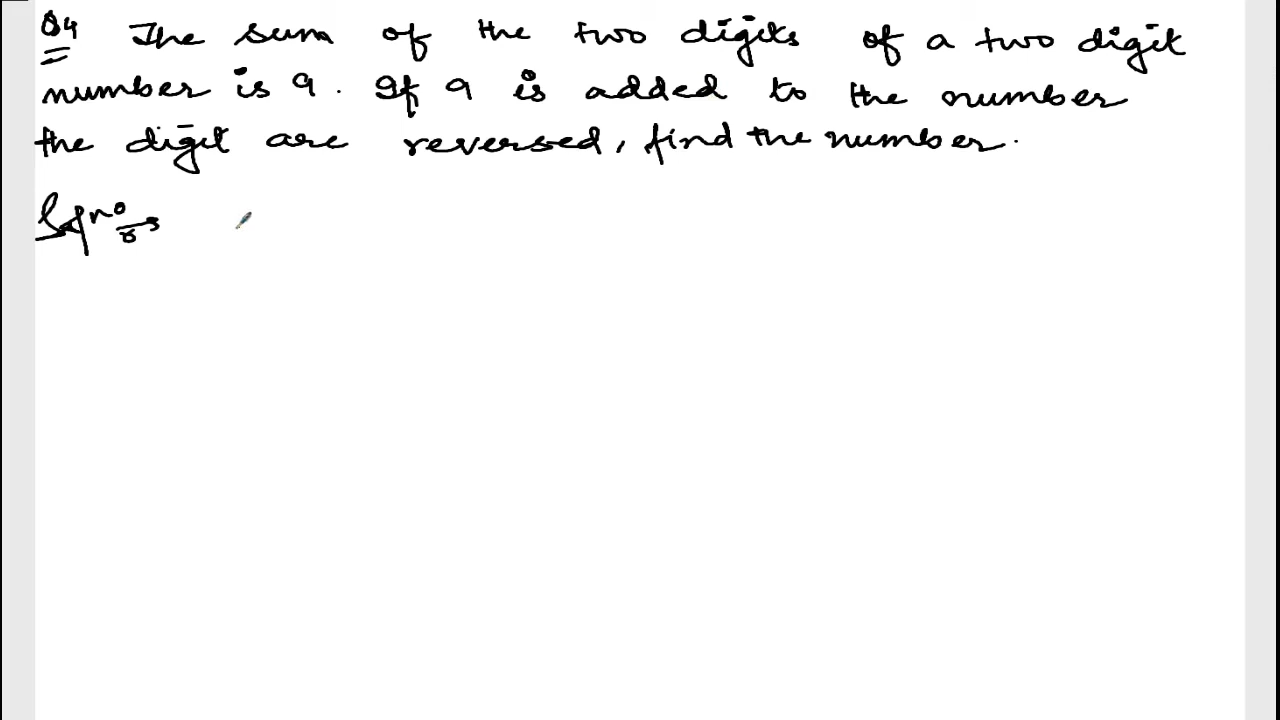 Q4 The sum of the two digits of a two digit
number is 9. If 9 is added to the number
the digit are reversed, find the number.
Solno